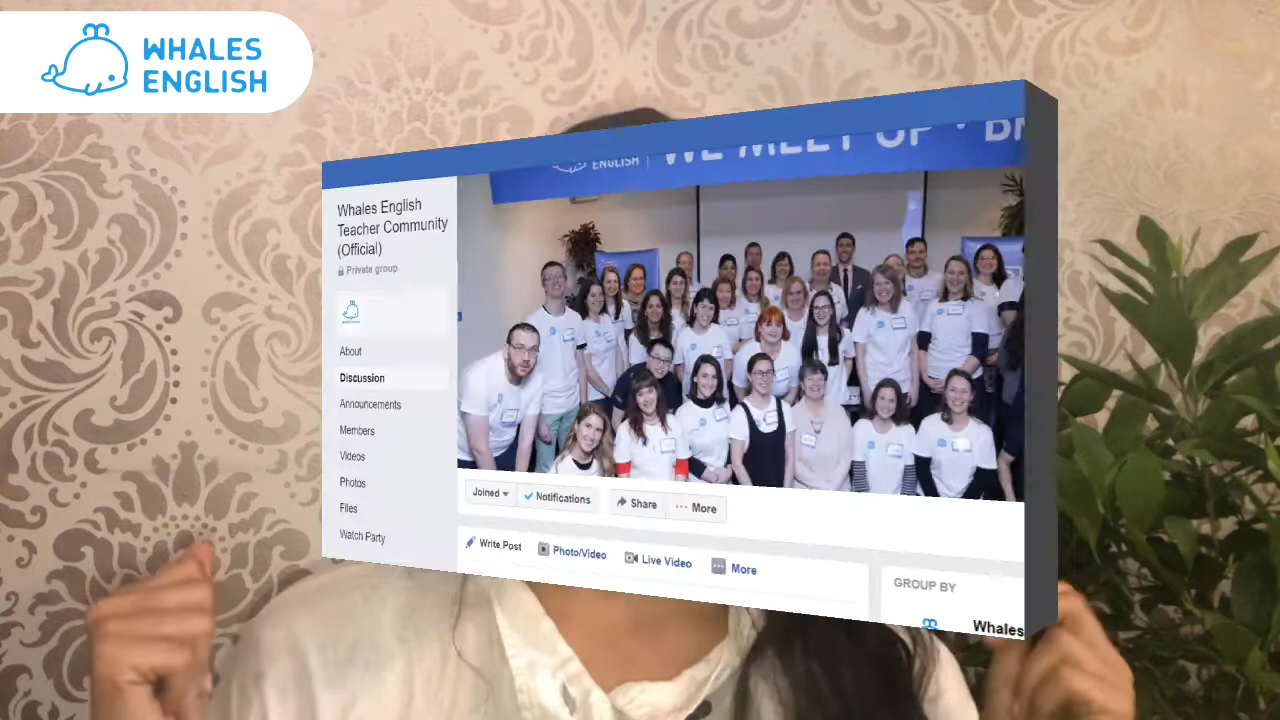 WHALES
ENGLISH
ENGLISH | WE MEET UP ·
Whales English
Teacher Community
(Official)
Private group
About
Discussion
Announcements
Members
Videos
Photos
Files
Watch Party
Joined
Notifications
Share
More
Write Post
Photo/Video
Live Video
More
GROUP BY
Whales